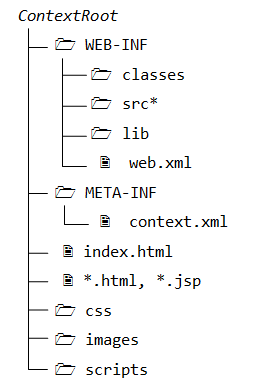 ContextRoot
WEB-INF
classes
src*
lib
web.xml
META-INF
context.xml
index.html
*.html, *.jsp
css
images
scripts